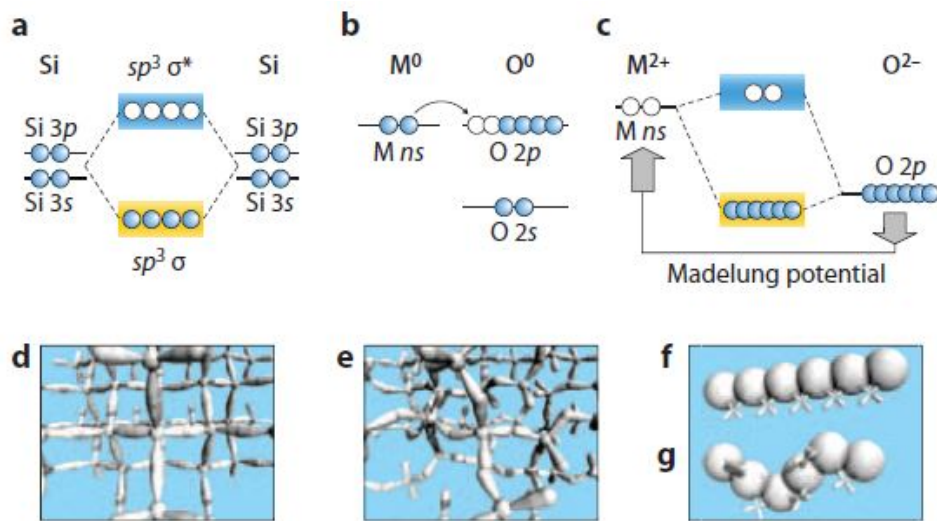 a
Si
sp³ σ*
Si
Si 3p
Si 3p
Si 3s
Si 3s
sp³ σ
b
M⁰
O⁰
M ns
O 2p
O 2s
c
M²⁺
O²⁻
M ns
O 2p
Madelung potential
d
e
f
g